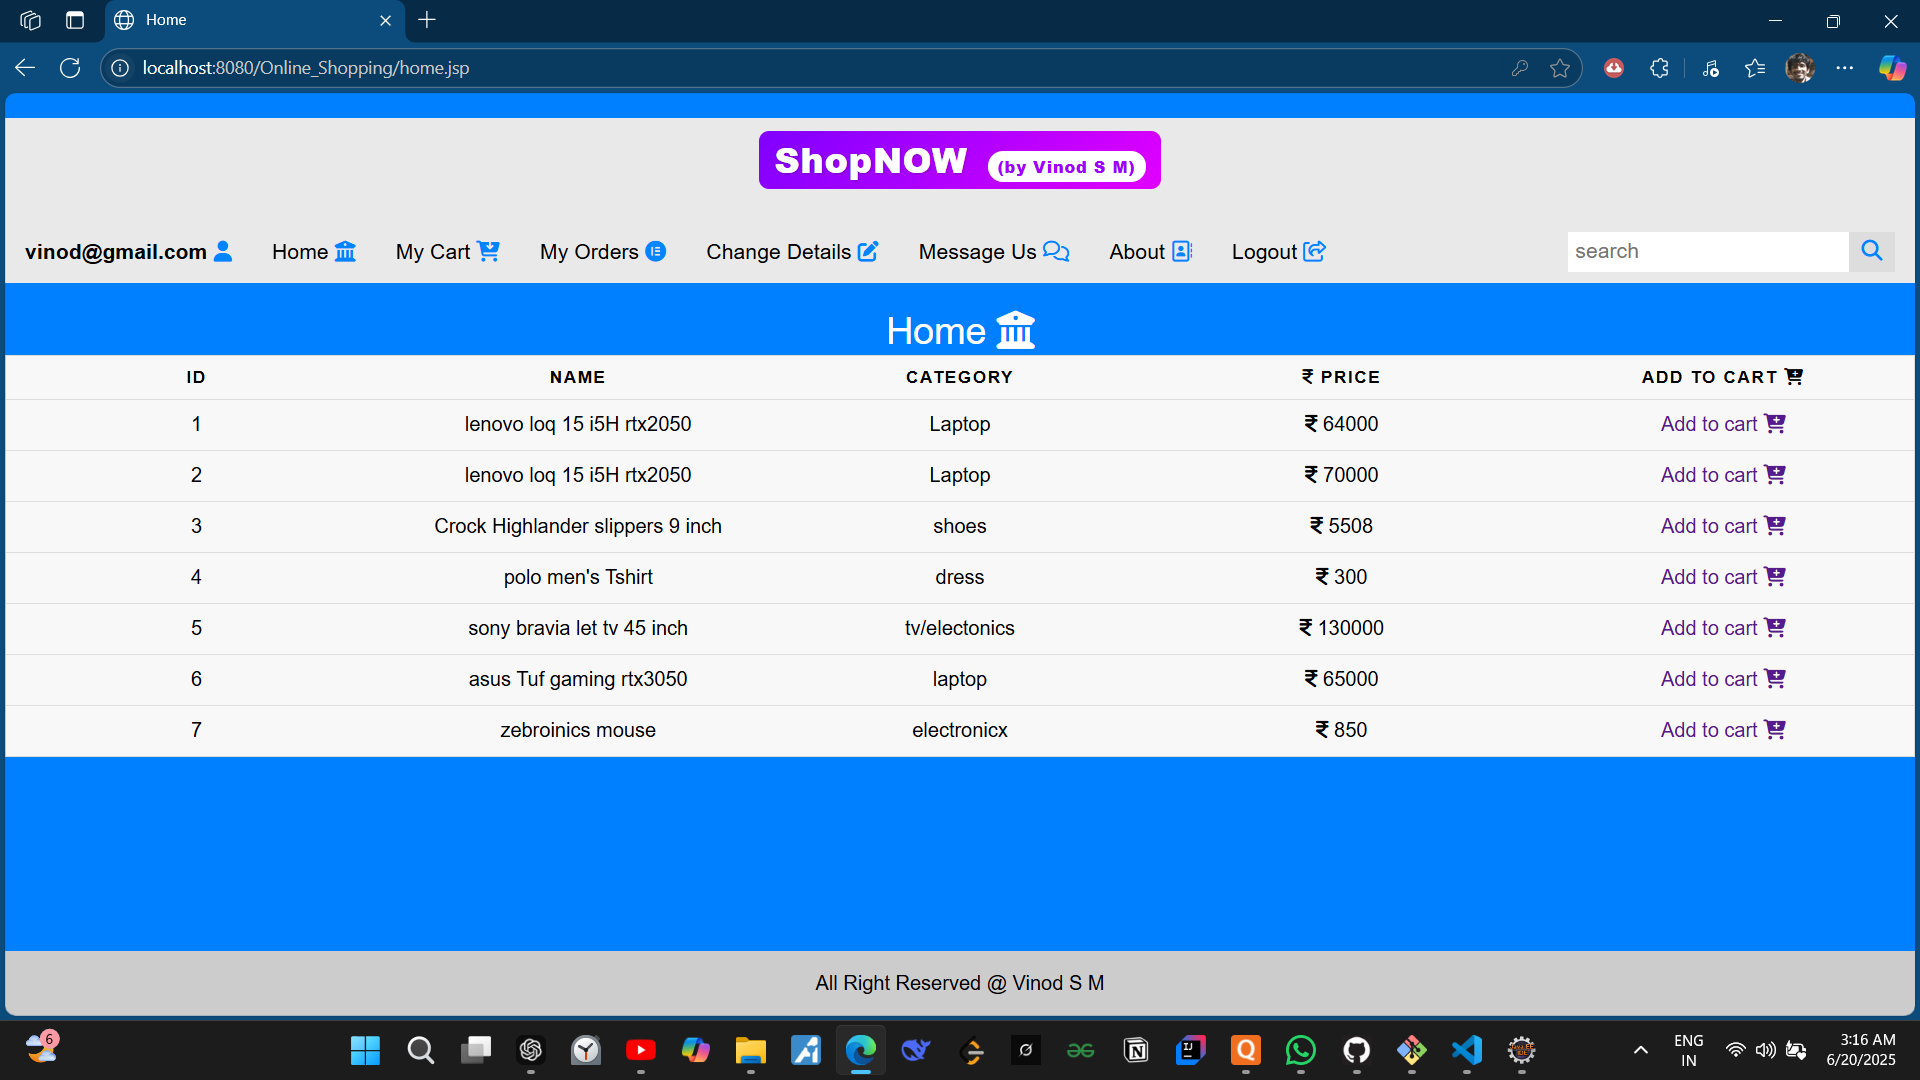 Home
localhost:8080/Online_Shopping/home.jsp
ShopNOW (by Vinod S M)
vinod@gmail.com Home My Cart My Orders Change Details Message Us About Logout search
Home
ID NAME CATEGORY ₹ PRICE ADD TO CART
1 lenovo loq 15 i5H rtx2050 Laptop ₹ 64000 Add to cart
2 lenovo loq 15 i5H rtx2050 Laptop ₹ 70000 Add to cart
3 Crock Highlander slippers 9 inch shoes ₹ 5508 Add to cart
4 polo men's Tshirt dress ₹ 300 Add to cart
5 sony bravia let tv 45 inch tv/electonics ₹ 130000 Add to cart
6 asus Tuf gaming rtx3050 laptop ₹ 65000 Add to cart
7 zebroinics mouse electronicx ₹ 850 Add to cart
All Right Reserved @ Vinod S M
6
ENG
IN
3:16 AM
6/20/2025